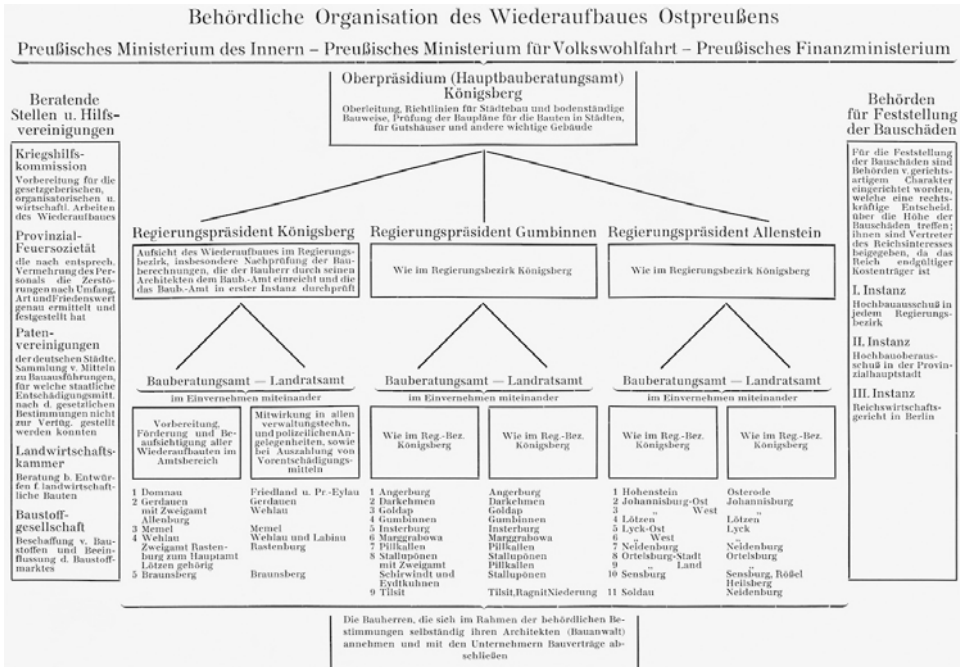 Behördliche Organisation des Wiederaufbaues Ostpreußens
Preußisches Ministerium des Innern – Preußisches Ministerium für Volkswohlfahrt – Preußisches Finanzministerium
Oberpräsidium (Hauptbauberatungsamt)
Königsberg
Oberleitung, Richtlinien für Städtebau und bodenständige
Bauweise, Prüfung der Baupläne für die Bauten in Städten,
für Gutshäuser und andere wichtige Gebäude
Beratende
Stellen u. Hilfs-
vereinigungen
Kriegshilfs-
kommission
Vorbereitung für die
gesetzgeberischen,
organisatorischen u.
wirtschaftl. Arbeiten
des Wiederaufbaues
Provinzial-
Feuersozietät
die nach entsprech.
Vermehrung des Per-
sonals die Zerstö-
rungen nach Umfang,
Art und Friedenswert
genau ermittelt und
festgestellt hat
Paten-
vereinigungen
der deutschen Städte.
Sammlung v. Mitteln
zu Bauausführungen,
für welche staatliche
Entschädigungsmitt.
nach d. gesetzlichen
Bestimmungen nicht
zur Verfüg. gestellt
werden konnten
Landwirtschafts-
kammer
Beratung b. Entwür-
fen f. landwirtschaft-
liche Bauten
Baustoff-
gesellschaft
Beschaffung v. Bau-
stoffen und Beein-
flussung d. Baustoff-
marktes
Regierungspräsident Königsberg
Aufsicht des Wiederaufbaues im Regierungs-
bezirk, insbesondere Nachprüfung der Bau-
berechnungen, die der Bauherr durch seinen
Architekten dem Baub.-Amt einreicht und die
das Baub.-Amt in erster Instanz durchprüft
Bauberatungsamt — Landratsamt
im Einvernehmen miteinander
Vorbereitung,
Förderung und Be-
aufsichtigung aller
Wiederaufbauten im
Amtsbereich
Mitwirkung in allen
verwaltungstechn.
und polizeilichen An-
gelegenheiten, sowie
bei Auszahlung von
Vorentschädigungs-
mitteln
1 Domnau Friedland u. Pr.-Eylau
2 Gerdauen Gerdauen
mit Zweigamt Wehlau
Allenburg
3 Memel Memel
4 Wehlau Wehlau und Labiau
Zweigamt Rasten- Rastenburg
burg zum Hauptamt
Lötzen gehörig
5 Braunsberg Braunsberg
Regierungspräsident Gumbinnen
Wie im Regierungsbezirk Königsberg
Bauberatungsamt — Landratsamt
im Einvernehmen miteinander
Wie im Reg.-Bez.
Königsberg
Wie im Reg.-Bez.
Königsberg
1 Angerburg Angerburg
2 Darkehmen Darkehmen
3 Goldap Goldap
4 Gumbinnen Gumbinnen
5 Insterburg Insterburg
6 Marggrabowa Marggrabowa
7 Pillkallen Pillkallen
8 Stallupönen Stallupönen
mit Zweigamt Pillkallen
Schirwindt und Stallupönen
Eydtkuhnen
9 Tilsit Tilsit, Ragnit Niederung
Regierungspräsident Allenstein
Wie im Regierungsbezirk Königsberg
Bauberatungsamt — Landratsamt
im Einvernehmen miteinander
Wie im Reg.-Bez.
Königsberg
Wie im Reg.-Bez.
Königsberg
1 Hohenstein Osterode
2 Johannisburg-Ost Johannisburg
3 „ West „
4 Lötzen Lötzen
5 Lyck-Ost Lyck
6 „ West „
7 Neidenburg Neidenburg
8 Ortelsburg-Stadt Ortelsburg
9 „ Land „
10 Sensburg Sensburg, Rößel
Heilsberg
11 Soldau Neidenburg
Behörden
für Feststellung
der Bauschäden
Für die Feststellung
der Bauschäden sind
Behörden v. gerichts-
artigem Charakter
eingerichtet worden,
welche eine rechts-
kräftige Entscheid.
über die Höhe der
Bauschäden treffen;
ihnen sind Vertreter
des Reichsinteresses
beigegeben, da das
Reich endgültiger
Kostenträger ist
I. Instanz
Hochbauausschuß in
jedem Regierungs-
bezirk
II. Instanz
Hochbauoberaus-
schuß in der Provin-
zialhauptstadt
III. Instanz
Reichswirtschafts-
gericht in Berlin
Die Bauherren, die sich im Rahmen der behördlichen Be-
stimmungen selbständig ihren Architekten (Bauanwalt)
annehmen und mit den Unternehmern Bauverträge ab-
schließen